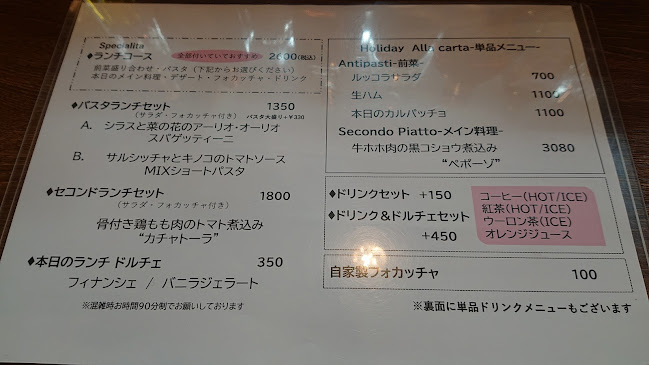 Specialita
♦ランチコース 全部付いていておすすめ 2600(税込)
前菜盛り合わせ・パスタ（下記からお選びください）
本日のメイン料理・デザート・フォカッチャ・ドリンク
♦パスタランチセット 1350
（サラダ・フォカッチャ付き） パスタ大盛り+¥330
A. シラスと菜の花のアーリオ・オーリオ
スパゲッティーニ
B. サルシッチャとキノコのトマトソース
MIXショートパスタ
♦セコンドランチセット 1800
（サラダ・フォカッチャ付き）
骨付き鶏もも肉のトマト煮込み
“カチャトーラ”
♦本日のランチ ドルチェ 350
フィナンシェ / バニラジェラート
※混雑時お時間90分制でお願いしております
Holiday Alla carta-単品メニュー-
Antipasti-前菜-
ルッコラサラダ 700
生ハム 1100
本日のカルパッチョ 1100
Secondo Piatto-メイン料理-
牛ホホ肉の黒コショウ煮込み 3080
“ペポーゾ”
♦ドリンクセット +150
♦ドリンク＆ドルチェセット
+450
コーヒー(HOT/ICE)
紅茶(HOT/ICE)
ウーロン茶(ICE)
オレンジジュース
自家製フォカッチャ 100
※裏面に単品ドリンクメニューもございます